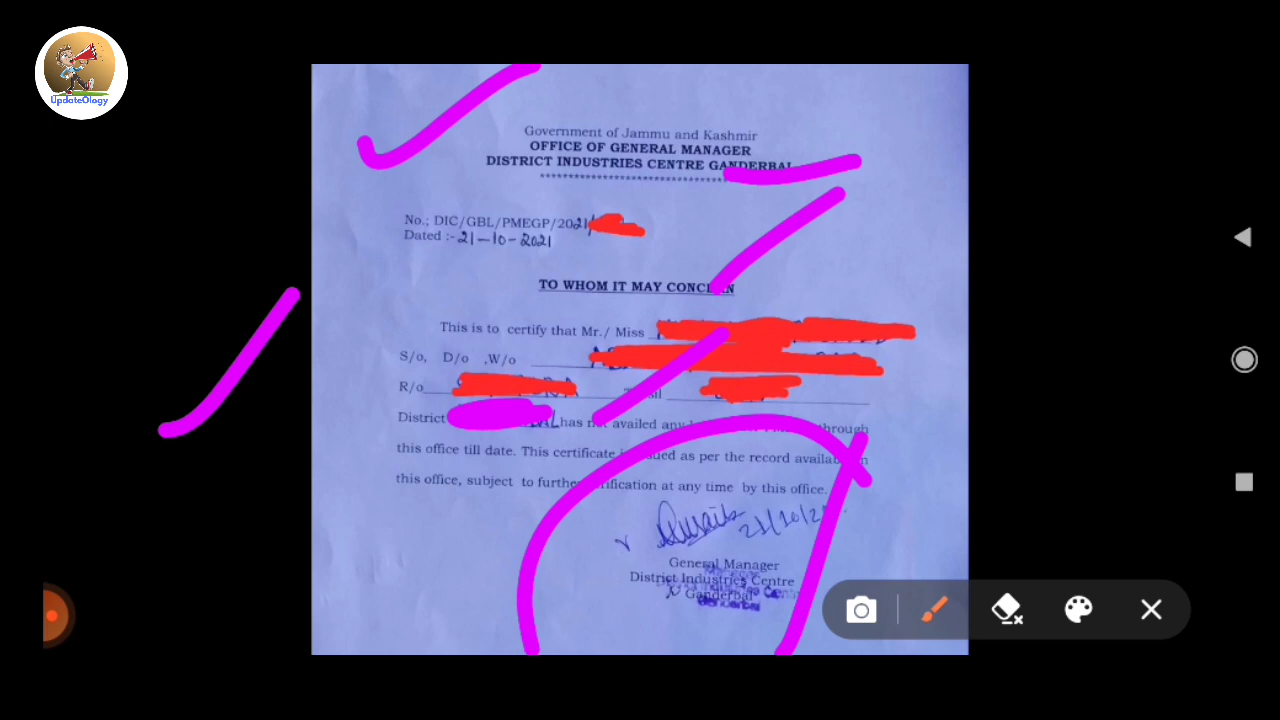 UpdateOlogy
Government of Jammu and Kashmir
OFFICE OF GENERAL MANAGER
DISTRICT INDUSTRIES CENTRE GANDERBAL
No.; DIC/GBL/PMEGP/2021/
Dated :- 21-10-2021
TO WHOM IT MAY CONCERN
This is to certify that Mr./ Miss
S/o, D/o ,W/o
R/o
District has not availed any through
this office till date. This certificate is issued as per the record available in
this office, subject to further verification at any time by this office.
21/10/21
General Manager
District Industries Centre
Ganderbal